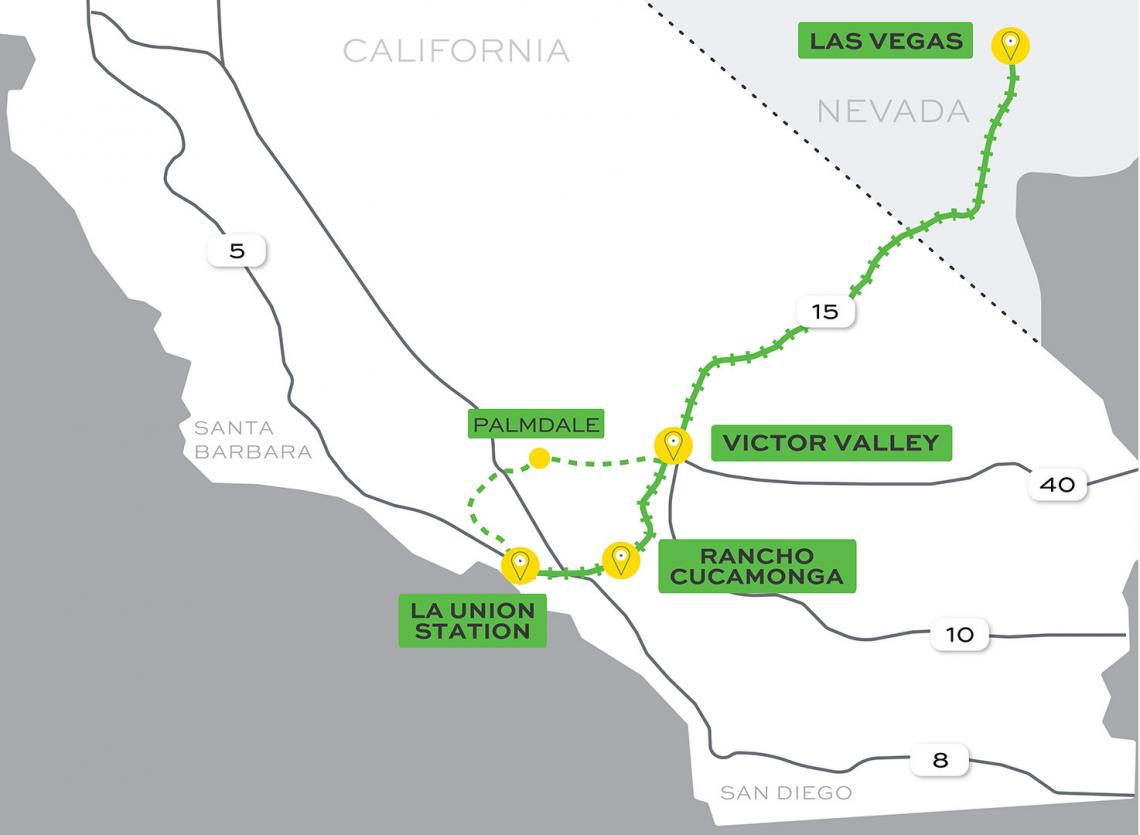 CALIFORNIA
LAS VEGAS
NEVADA
5
15
PALMDALE
SANTA
BARBARA
VICTOR VALLEY
40
RANCHO
CUCAMONGA
LA UNION
STATION
10
8
SAN DIEGO